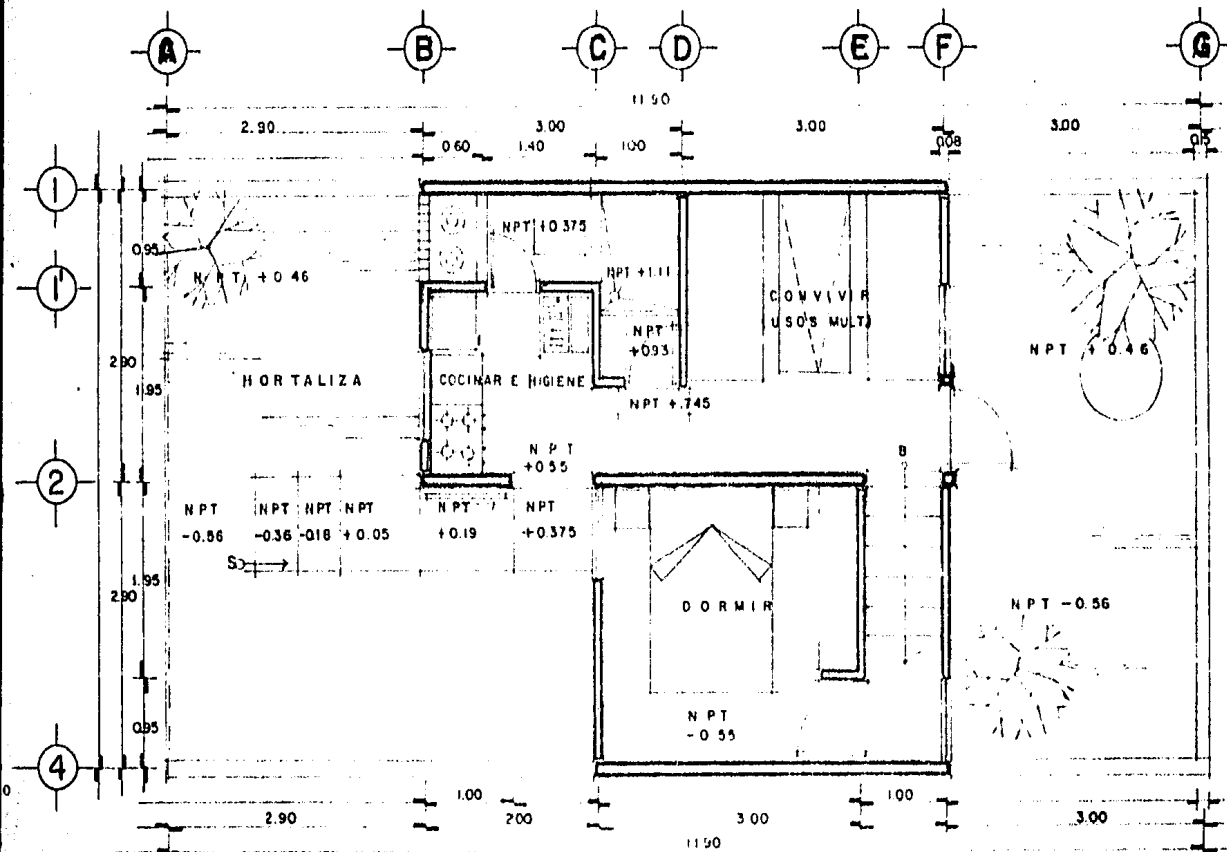 A B C D E F G
11.90
2.90 3.00 3.00 3.00
0.60 1.40 1.00 0.08 0.15
1
0.95
NPT +0.46
NPT +0.375
NPT +1.11
CONVIVIR
(USOS MULT)
1'
NPT
+0.93
NPT +0.46
2.90
1.95
HORTALIZA
COCINAR E HIGIENE
NPT +.745
NPT
+0.55
B
2
NPT
-0.56
NPT
-0.36
NPT
-0.18
NPT
+0.05
NPT
+0.19
NPT
+0.375
S
1.95
2.90
DORMIR
NPT -0.56
NPT
-0.55
0.95
4
0
1.00 1.00
2.90 2.00 3.00 3.00
11.90